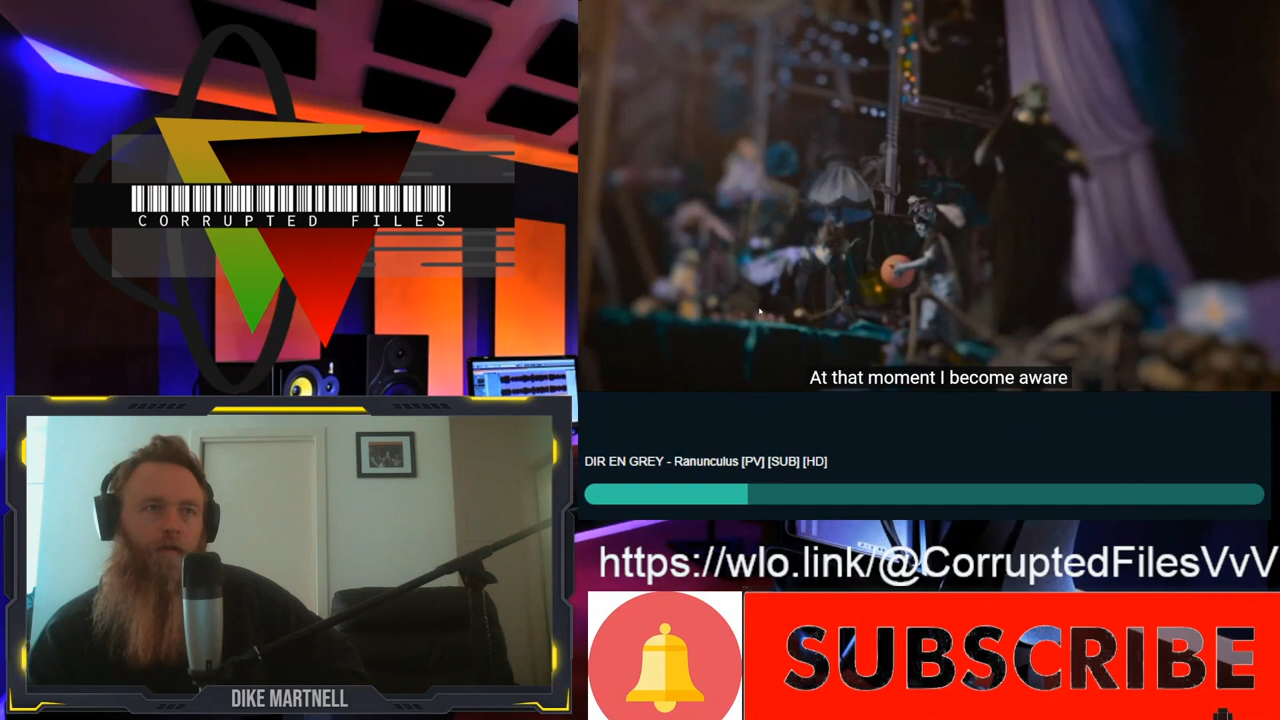 CORRUPTED FILES
At that moment I become aware
DIR EN GREY - Ranunculus [PV] [SUB] [HD]
https://wlo.link/@CorruptedFilesVvV
SUBSCRIBE
DIKE MARTNELL